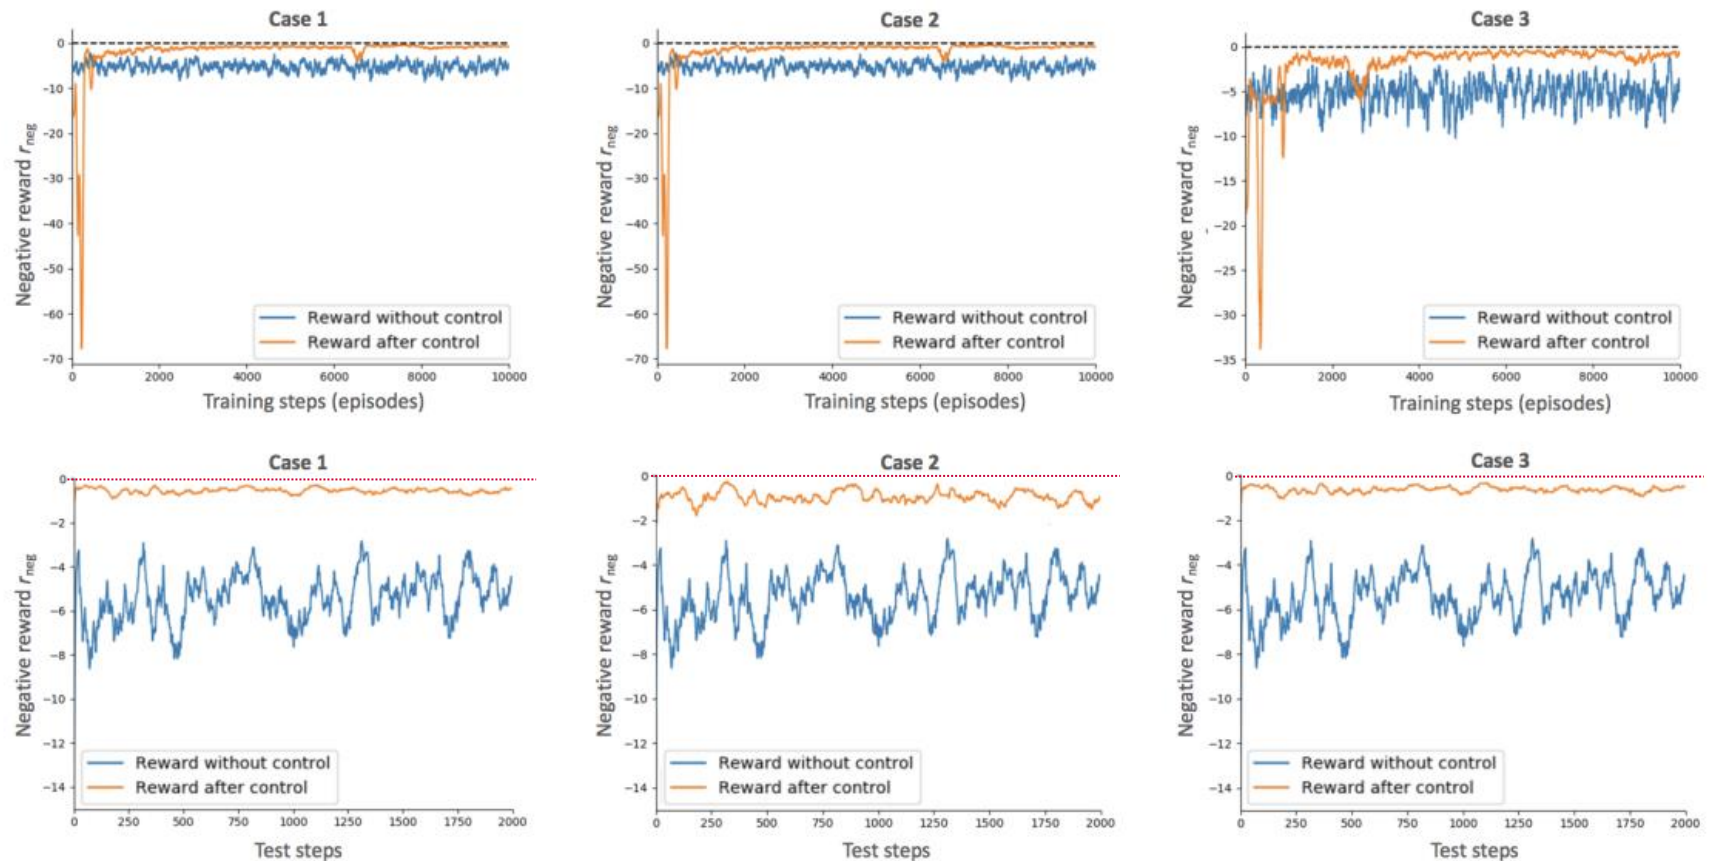 Case 1
0
−10
−20
−30
−40
−50
−60
−70
Negative reward r_neg
Reward without control
Reward after control
0 2000 4000 6000 8000 10000
Training steps (episodes)
Case 2
0
−10
−20
−30
−40
−50
−60
−70
Negative reward r_neg
Reward without control
Reward after control
0 2000 4000 6000 8000 10000
Training steps (episodes)
Case 3
0
−5
−10
−15
−20
−25
−30
−35
Negative reward r_neg
Reward without control
Reward after control
0 2000 4000 6000 8000 10000
Training steps (episodes)
Case 1
0
−2
−4
−6
−8
−10
−12
−14
Negative reward r_neg
Reward without control
Reward after control
0 250 500 750 1000 1250 1500 1750 2000
Test steps
Case 2
0
−2
−4
−6
−8
−10
−12
−14
Negative reward r_neg
Reward without control
Reward after control
0 250 500 750 1000 1250 1500 1750 2000
Test steps
Case 3
0
−2
−4
−6
−8
−10
−12
−14
Negative reward r_neg
Reward without control
Reward after control
0 250 500 750 1000 1250 1500 1750 2000
Test steps